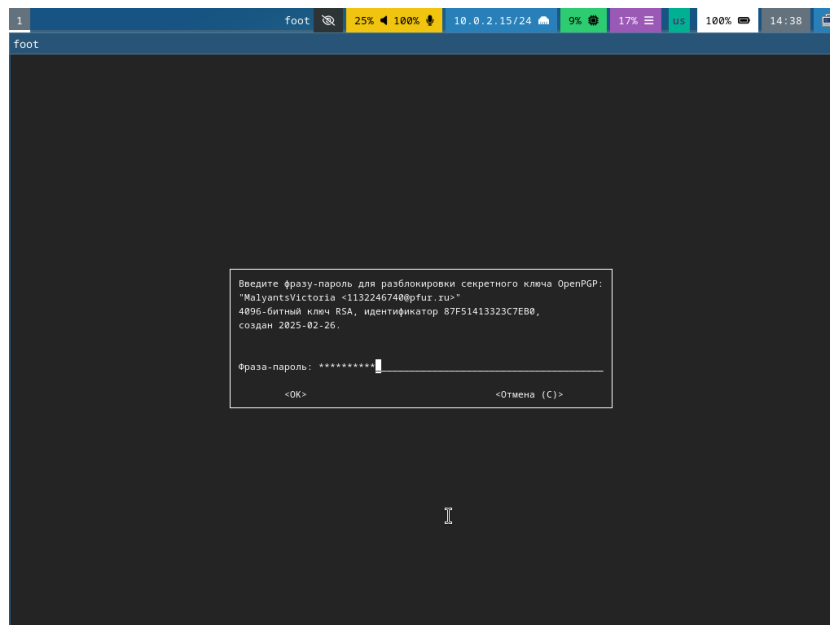 1 foot 25% 100% 10.0.2.15/24 9% 17% us 100% 14:38
foot
Введите фразу-пароль для разблокировки секретного ключа OpenPGP:
"MalyantsVictoria <1132246740@pfur.ru>"
4096-битный ключ RSA, идентификатор 87F51413323C7EB0,
создан 2025-02-26.
Фраза-пароль: **********
<OK> <Отмена (C)>